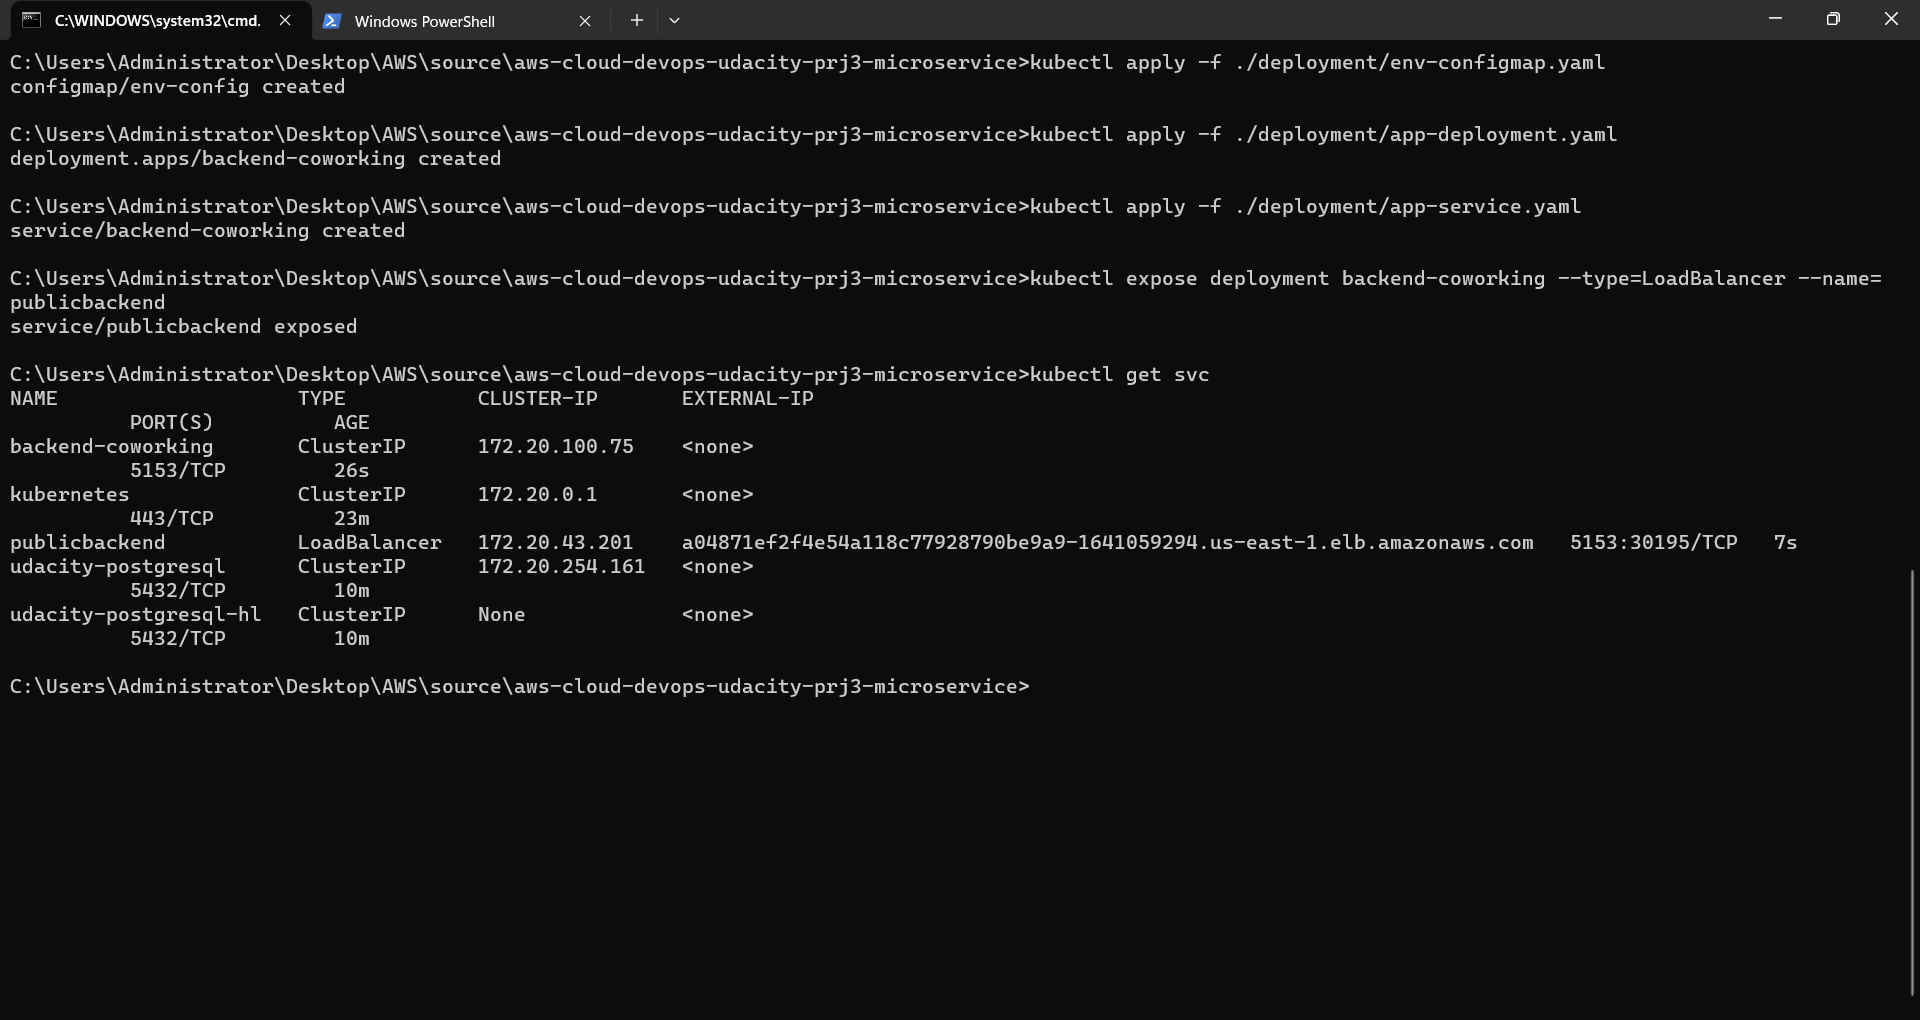 C:\WINDOWS\system32\cmd.
Windows PowerShell
C:\Users\Administrator\Desktop\AWS\source\aws-cloud-devops-udacity-prj3-microservice>kubectl apply -f ./deployment/env-configmap.yaml
configmap/env-config created
C:\Users\Administrator\Desktop\AWS\source\aws-cloud-devops-udacity-prj3-microservice>kubectl apply -f ./deployment/app-deployment.yaml
deployment.apps/backend-coworking created
C:\Users\Administrator\Desktop\AWS\source\aws-cloud-devops-udacity-prj3-microservice>kubectl apply -f ./deployment/app-service.yaml
service/backend-coworking created
C:\Users\Administrator\Desktop\AWS\source\aws-cloud-devops-udacity-prj3-microservice>kubectl expose deployment backend-coworking --type=LoadBalancer --name=
publicbackend
service/publicbackend exposed
C:\Users\Administrator\Desktop\AWS\source\aws-cloud-devops-udacity-prj3-microservice>kubectl get svc
NAME                    TYPE           CLUSTER-IP       EXTERNAL-IP
          PORT(S)          AGE
backend-coworking       ClusterIP      172.20.100.75    <none>
          5153/TCP         26s
kubernetes              ClusterIP      172.20.0.1       <none>
          443/TCP          23m
publicbackend           LoadBalancer   172.20.43.201    a04871ef2f4e54a118c77928790be9a9-1641059294.us-east-1.elb.amazonaws.com   5153:30195/TCP   7s
udacity-postgresql      ClusterIP      172.20.254.161   <none>
          5432/TCP         10m
udacity-postgresql-hl   ClusterIP      None             <none>
          5432/TCP         10m
C:\Users\Administrator\Desktop\AWS\source\aws-cloud-devops-udacity-prj3-microservice>